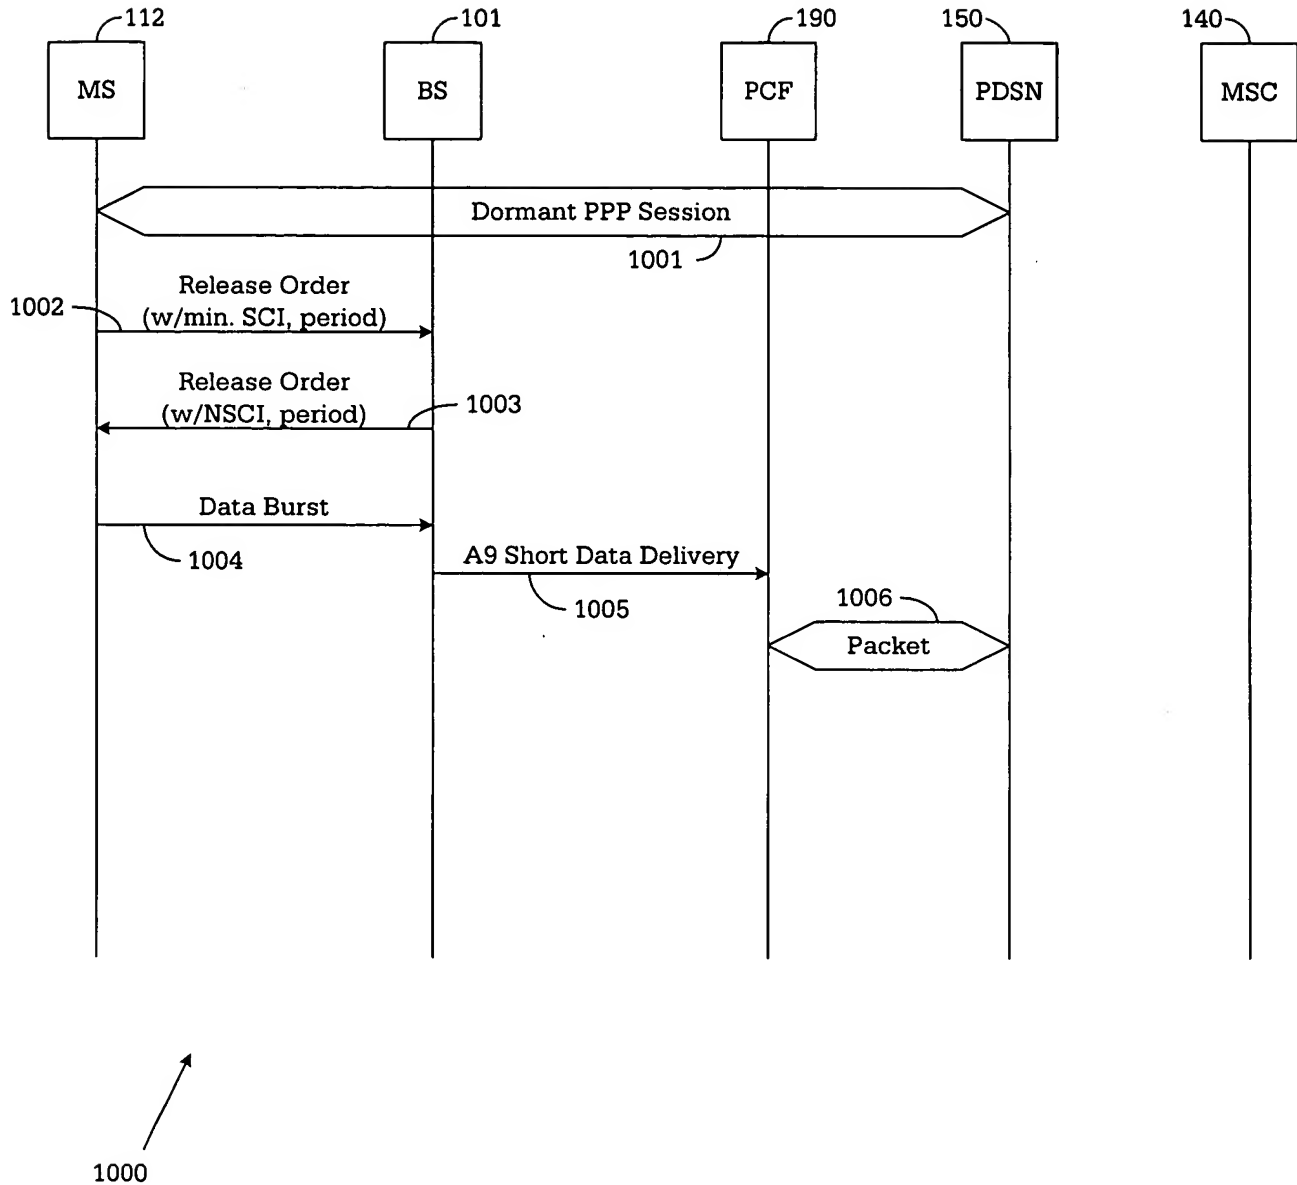 112
101
190
150
140
MS
BS
PCF
PDSN
MSC
Dormant PPP Session
1001
Release Order
(w/min. SCI, period)
1002
Release Order
(w/NSCI, period)
1003
Data Burst
1004
A9 Short Data Delivery
1005
1006
Packet
1000